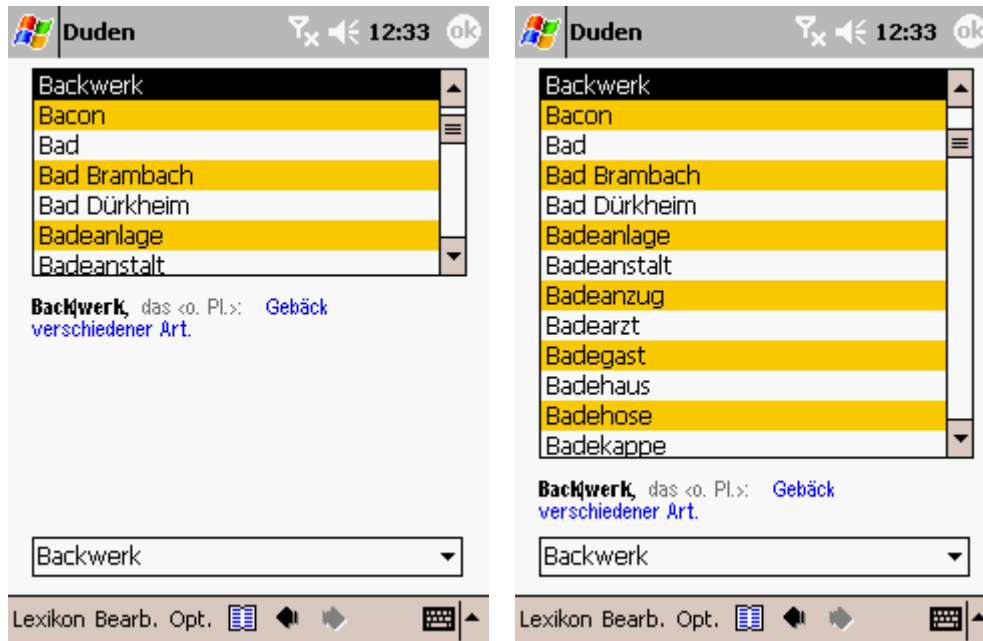 Duden 12:33 ok
Backwerk
Bacon
Bad
Bad Brambach
Bad Dürkheim
Badeanlage
Badeanstalt
Back|werk, das <o. Pl.>: Gebäck
verschiedener Art.
Backwerk
Lexikon Bearb. Opt.
Duden 12:33 ok
Backwerk
Bacon
Bad
Bad Brambach
Bad Dürkheim
Badeanlage
Badeanstalt
Badeanzug
Badearzt
Badegast
Badehaus
Badehose
Badekappe
Back|werk, das <o. Pl.>: Gebäck
verschiedener Art.
Backwerk
Lexikon Bearb. Opt.